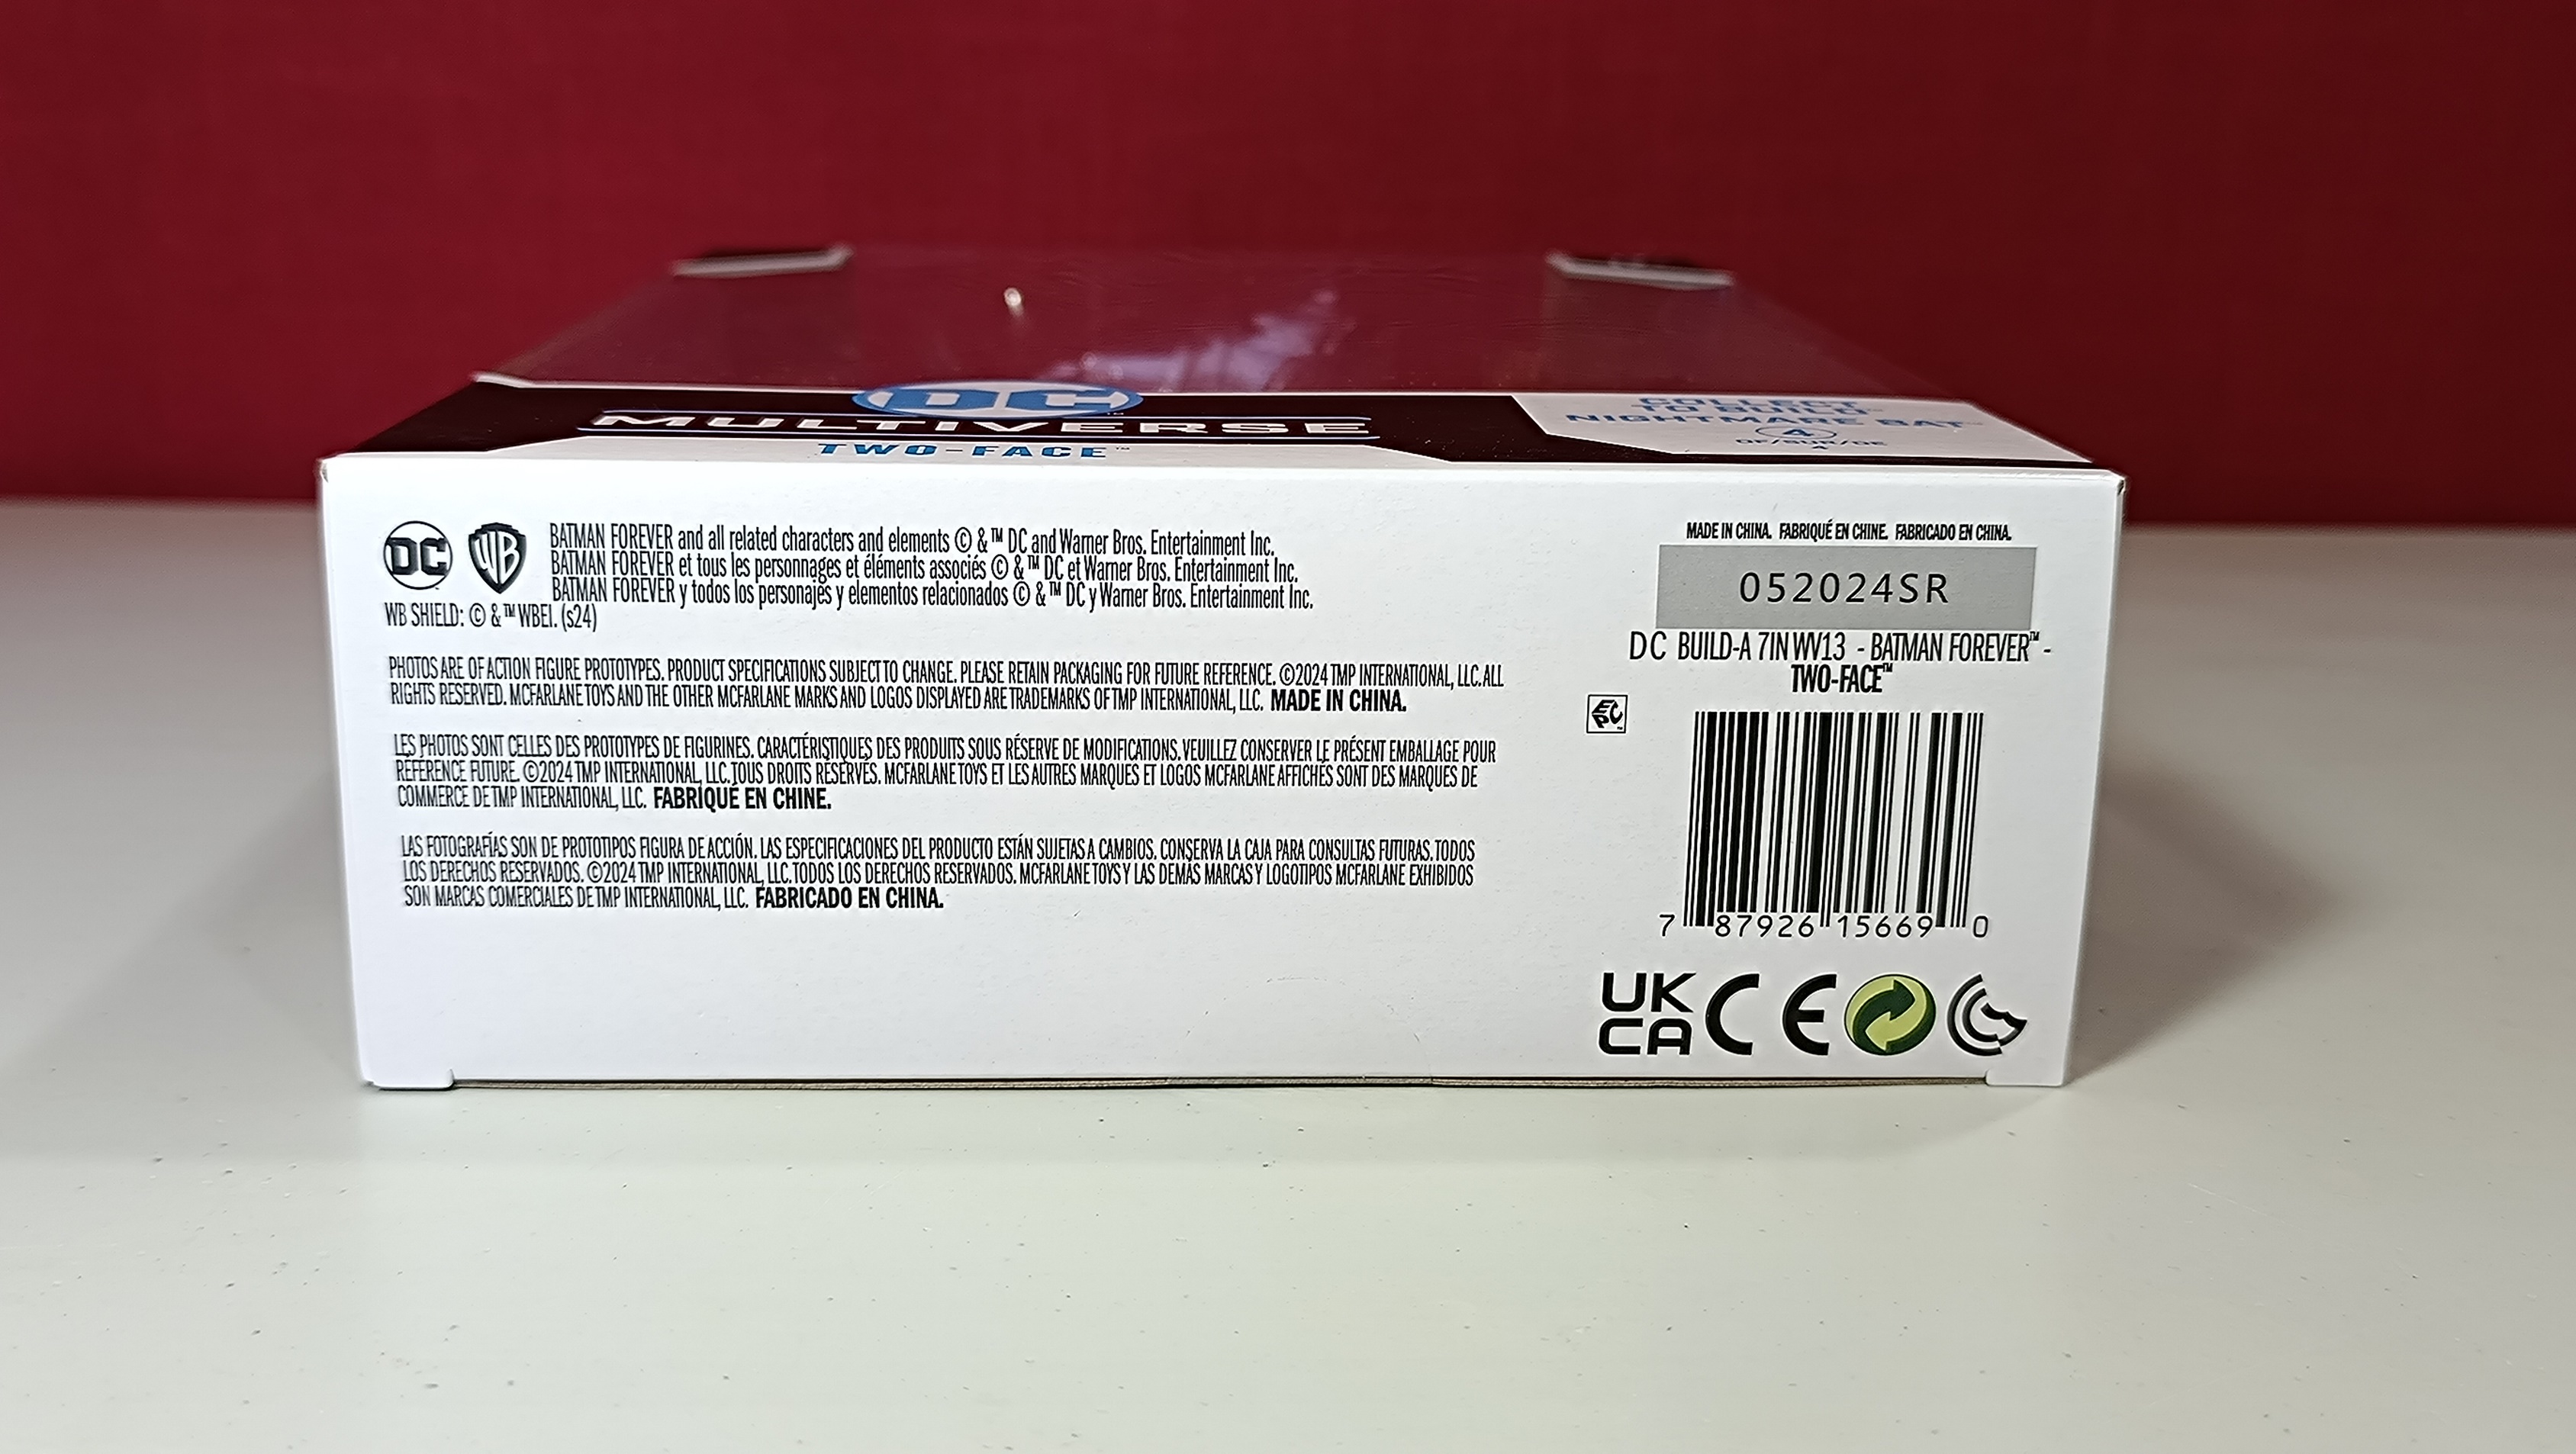 DC
MULTIVERSE
TWO-FACE™
COLLECT
TO BUILD™
NIGHTMARE BAT™
4
OF/SUR/DE
4
DC WB BATMAN FOREVER and all related characters and elements © & ™ DC and Warner Bros. Entertainment Inc.
BATMAN FOREVER et tous les personnages et éléments associés © & ™ DC et Warner Bros. Entertainment Inc.
BATMAN FOREVER y todos los personajes y elementos relacionados © & ™ DC y Warner Bros. Entertainment Inc.
WB SHIELD: © & ™ WBEI. (s24)
PHOTOS ARE OF ACTION FIGURE PROTOTYPES. PRODUCT SPECIFICATIONS SUBJECT TO CHANGE. PLEASE RETAIN PACKAGING FOR FUTURE REFERENCE. ©2024 TMP INTERNATIONAL, LLC. ALL
RIGHTS RESERVED. MCFARLANE TOYS AND THE OTHER MCFARLANE MARKS AND LOGOS DISPLAYED ARE TRADEMARKS OF TMP INTERNATIONAL, LLC. MADE IN CHINA.
LES PHOTOS SONT CELLES DES PROTOTYPES DE FIGURINES. CARACTÉRISTIQUES DES PRODUITS SOUS RÉSERVE DE MODIFICATIONS. VEUILLEZ CONSERVER LE PRÉSENT EMBALLAGE POUR
RÉFÉRENCE FUTURE. ©2024 TMP INTERNATIONAL, LLC. TOUS DROITS RÉSERVÉS. MCFARLANE TOYS ET LES AUTRES MARQUES ET LOGOS MCFARLANE AFFICHÉS SONT DES MARQUES DE
COMMERCE DE TMP INTERNATIONAL, LLC. FABRIQUÉ EN CHINE.
LAS FOTOGRAFÍAS SON DE PROTOTIPOS FIGURA DE ACCIÓN. LAS ESPECIFICACIONES DEL PRODUCTO ESTÁN SUJETAS A CAMBIOS. CONSERVA LA CAJA PARA CONSULTAS FUTURAS. TODOS
LOS DERECHOS RESERVADOS. ©2024 TMP INTERNATIONAL, LLC. TODOS LOS DERECHOS RESERVADOS. MCFARLANE TOYS Y LAS DEMÁS MARCAS Y LOGOTIPOS MCFARLANE EXHIBIDOS
SON MARCAS COMERCIALES DE TMP INTERNATIONAL, LLC. FABRICADO EN CHINA.
MADE IN CHINA. FABRIQUÉ EN CHINE. FABRICADO EN CHINA.
052024SR
DC BUILD-A 7IN WV13 - BATMAN FOREVER™ -
TWO-FACE™
EPC
7 87926 15669 0
UK
CA CE